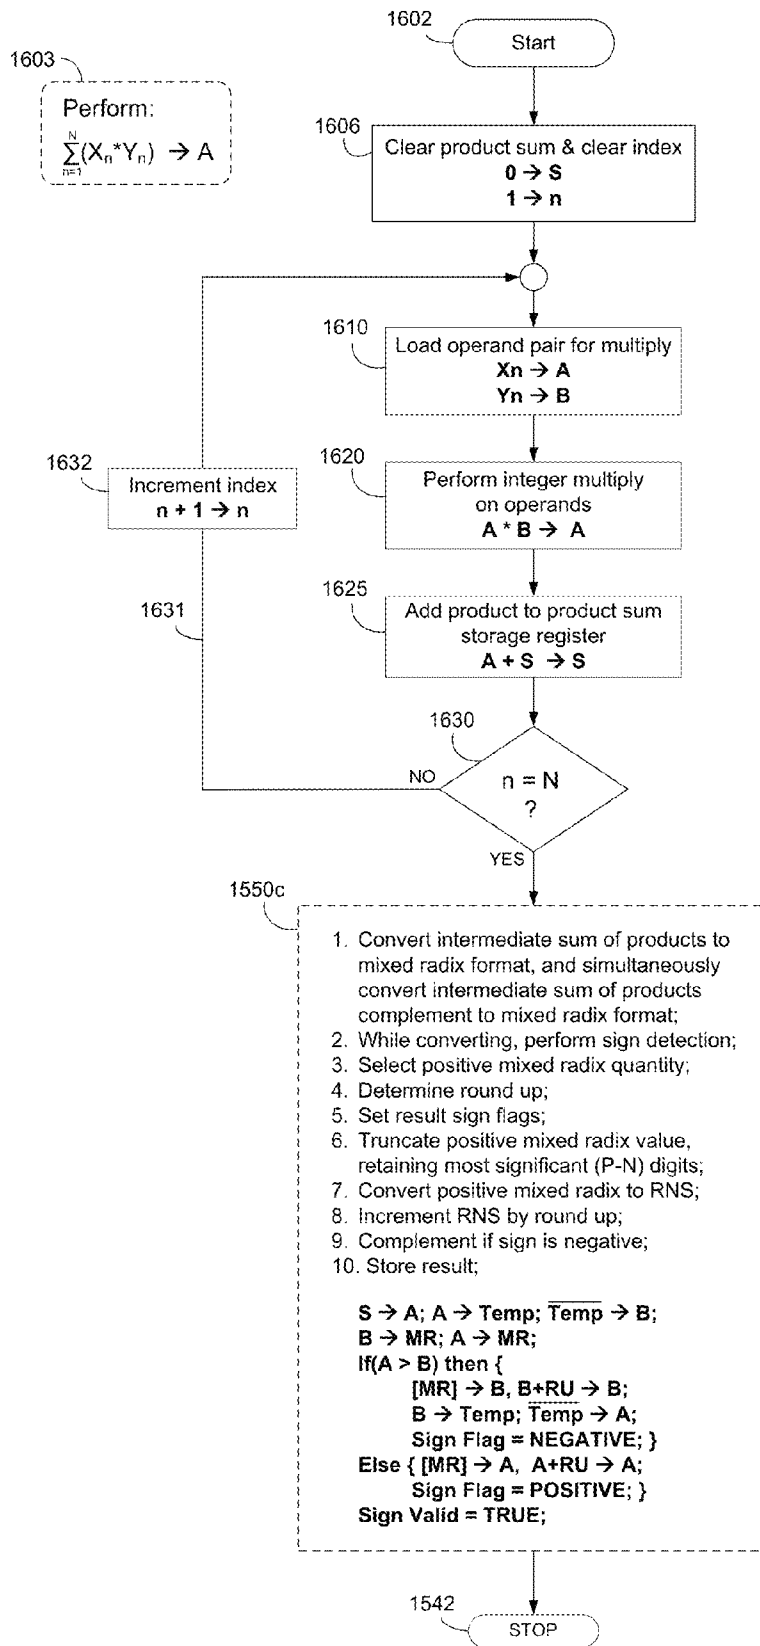 1602
Start
1603
Perform:
N
∑(Xn*Yn) → A
n=1
1606
Clear product sum & clear index
0 → S
1 → n
1610
Load operand pair for multiply
Xn → A
Yn → B
1632
Increment index
n + 1 → n
1620
Perform integer multiply
on operands
A * B → A
1631
1625
Add product to product sum
storage register
A + S → S
1630
NO
n = N
?
YES
1550c
1. Convert intermediate sum of products to
mixed radix format, and simultaneously
convert intermediate sum of products
complement to mixed radix format;
2. While converting, perform sign detection;
3. Select positive mixed radix quantity;
4. Determine round up;
5. Set result sign flags;
6. Truncate positive mixed radix value,
retaining most significant (P-N) digits;
7. Convert positive mixed radix to RNS;
8. Increment RNS by round up;
9. Complement if sign is negative;
10. Store result;
S → A; A → Temp; T̅e̅m̅p̅ → B;
B → MR; A → MR;
If(A > B) then {
[MR] → B, B+RU → B;
B → Temp; T̅e̅m̅p̅ → A;
Sign Flag = NEGATIVE; }
Else { [MR] → A, A+RU → A;
Sign Flag = POSITIVE; }
Sign Valid = TRUE;
1542
STOP